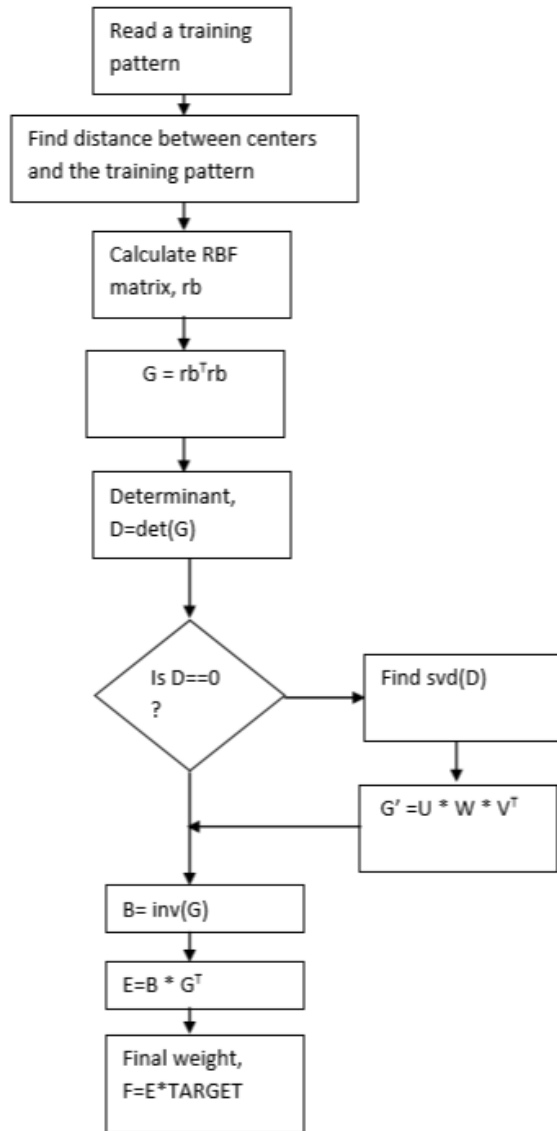 Read a training
pattern
Find distance between centers
and the training pattern
Calculate RBF
matrix, rb
G = rbᵀrb
Determinant,
D=det(G)
Is D==0
?
Find svd(D)
G’ =U * W * Vᵀ
B= inv(G)
E=B * Gᵀ
Final weight,
F=E*TARGET